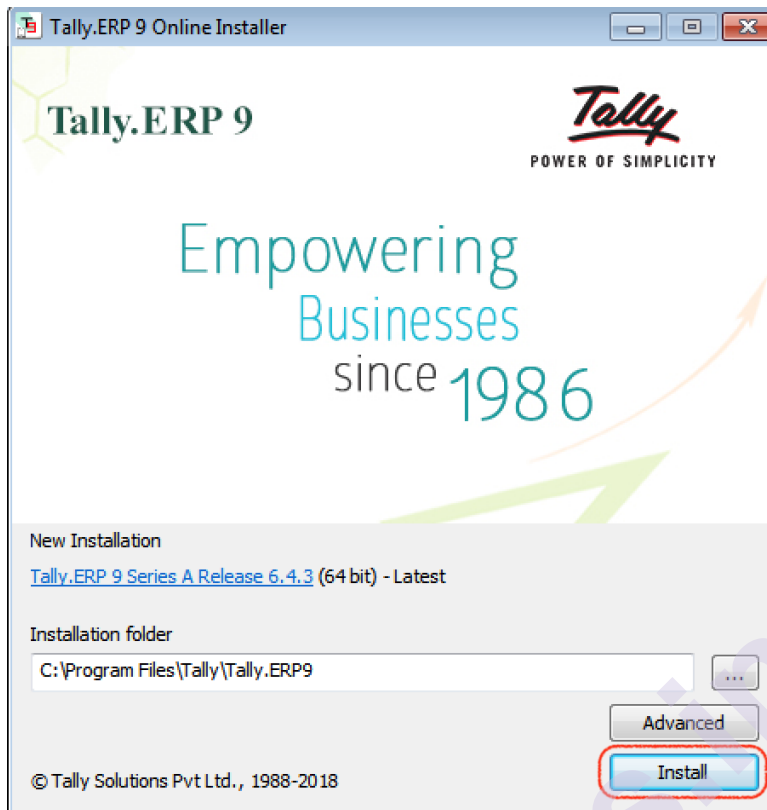 Tally.ERP 9 Online Installer
Tally.ERP 9
Tally
POWER OF SIMPLICITY
Empowering
Businesses
since 1986
New Installation
Tally.ERP 9 Series A Release 6.4.3 (64 bit) - Latest
Installation folder
C:\Program Files\Tally\Tally.ERP9
...
Advanced
Install
© Tally Solutions Pvt Ltd., 1988-2018